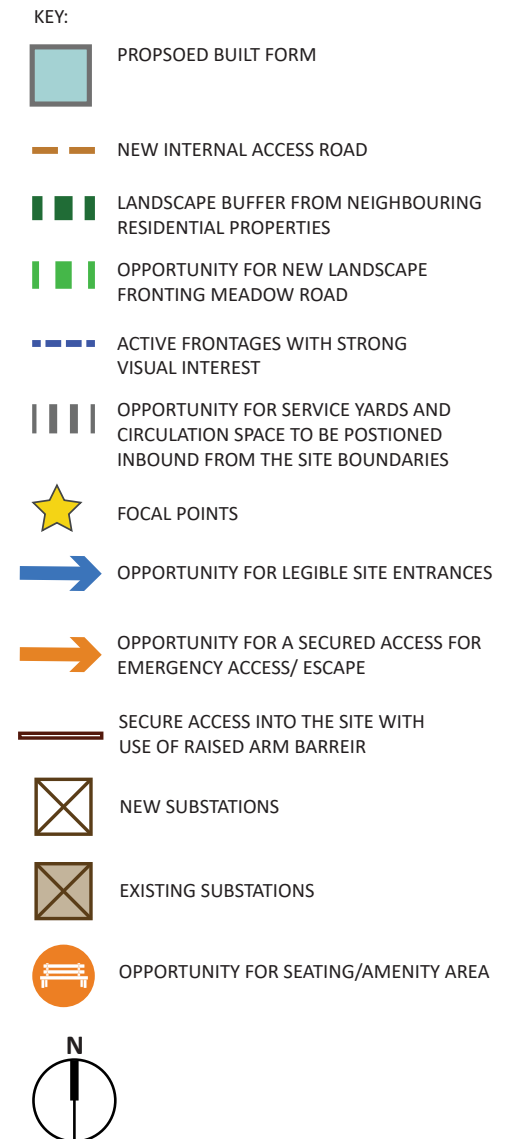 KEY:
PROPSOED BUILT FORM
NEW INTERNAL ACCESS ROAD
LANDSCAPE BUFFER FROM NEIGHBOURING
RESIDENTIAL PROPERTIES
OPPORTUNITY FOR NEW LANDSCAPE
FRONTING MEADOW ROAD
ACTIVE FRONTAGES WITH STRONG
VISUAL INTEREST
OPPORTUNITY FOR SERVICE YARDS AND
CIRCULATION SPACE TO BE POSTIONED
INBOUND FROM THE SITE BOUNDARIES
FOCAL POINTS
OPPORTUNITY FOR LEGIBLE SITE ENTRANCES
OPPORTUNITY FOR A SECURED ACCESS FOR
EMERGENCY ACCESS/ ESCAPE
SECURE ACCESS INTO THE SITE WITH
USE OF RAISED ARM BARREIR
NEW SUBSTATIONS
EXISTING SUBSTATIONS
OPPORTUNITY FOR SEATING/AMENITY AREA
N